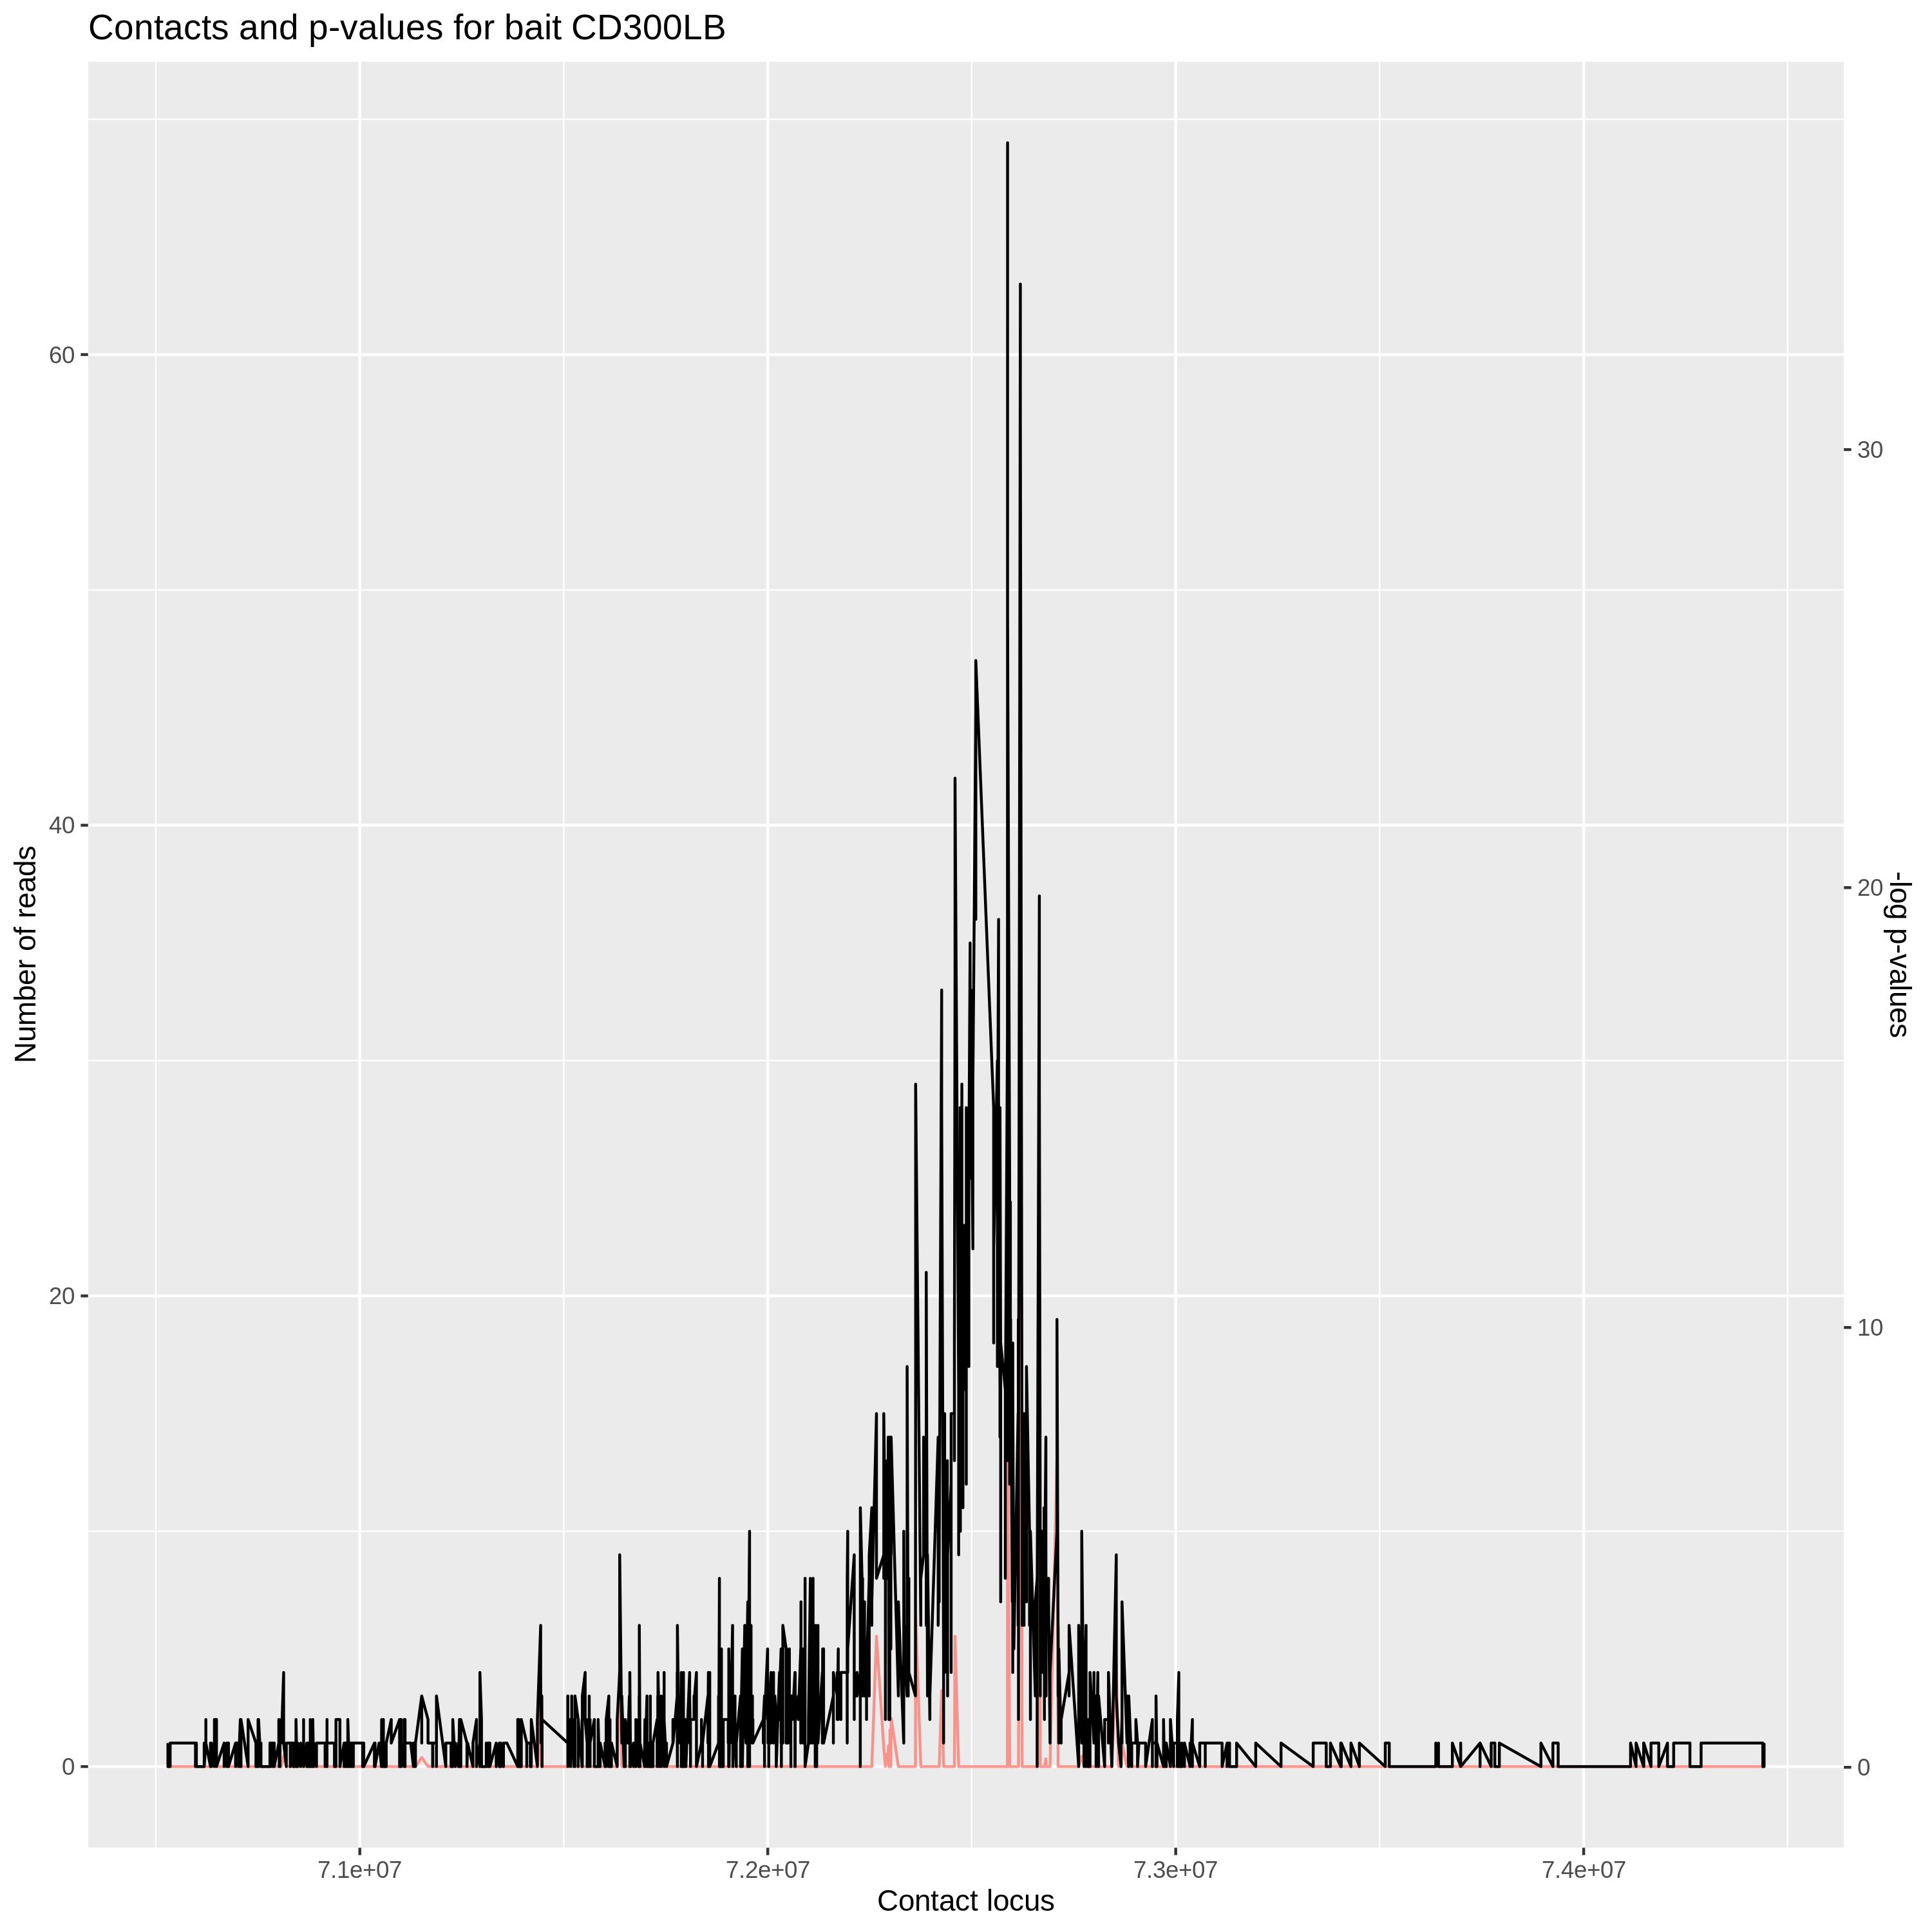 Contacts and p-values for bait CD300LB
60
40
20
0
Number of reads
30
20
10
0
-log p-values
7.1e+07 7.2e+07 7.3e+07 7.4e+07
Contact locus